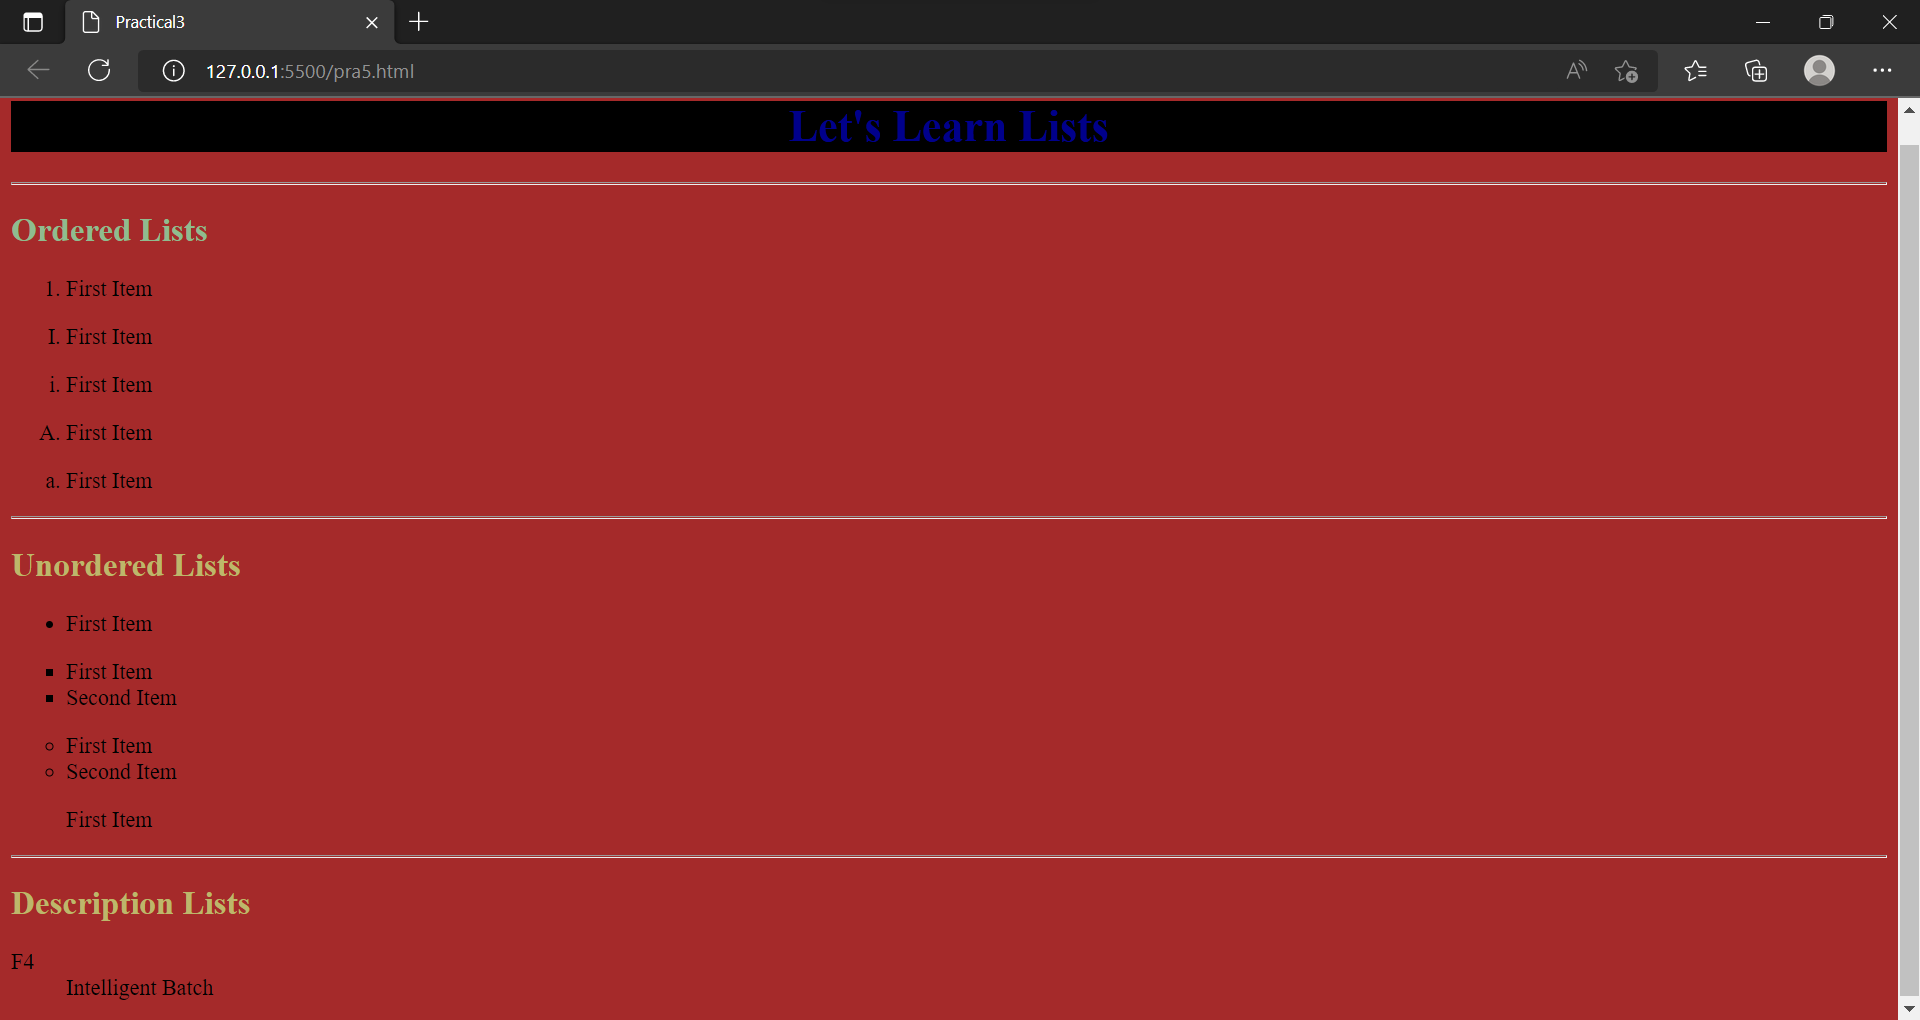 Practical3
127.0.0.1:5500/pra5.html
Let's Learn Lists
Ordered Lists
1. First Item
I. First Item
i. First Item
A. First Item
a. First Item
Unordered Lists
• First Item
▪ First Item
▪ Second Item
○ First Item
○ Second Item
First Item
Description Lists
F4
Intelligent Batch